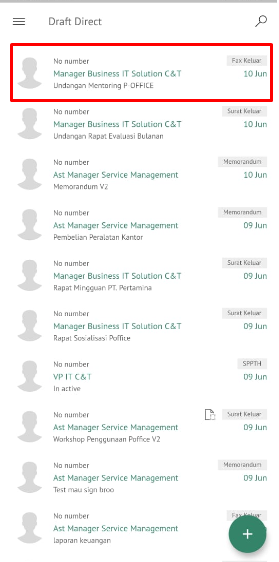 Draft Direct
No number Fax Keluar
Manager Business IT Solution C&T 10 Jun
Undangan Mentoring P-OFFICE
No number Surat Keluar
Manager Business IT Solution C&T 10 Jun
Undangan Rapat Evaluasi Bulanan
No number Memorandum
Ast Manager Service Management 10 Jun
Memorandum V2
No number Memorandum
Ast Manager Service Management 09 Jun
Pembelian Peralatan Kantor
No number Surat Keluar
Manager Business IT Solution C&T 09 Jun
Rapat Mingguan PT. Pertamina
No number Surat Keluar
Manager Business IT Solution C&T 09 Jun
Rapat Sosialisasi Poffice
No number SPPTH
VP IT C&T 09 Jun
In active
No number Surat Keluar
Ast Manager Service Management 09 Jun
Workshop Penggunaan Poffice V2
No number Memorandum
Ast Manager Service Management 09 Jun
Test mau sign broo
No number Fax Keluar
Ast Manager Service Management 09 Jun
laporan keuangan